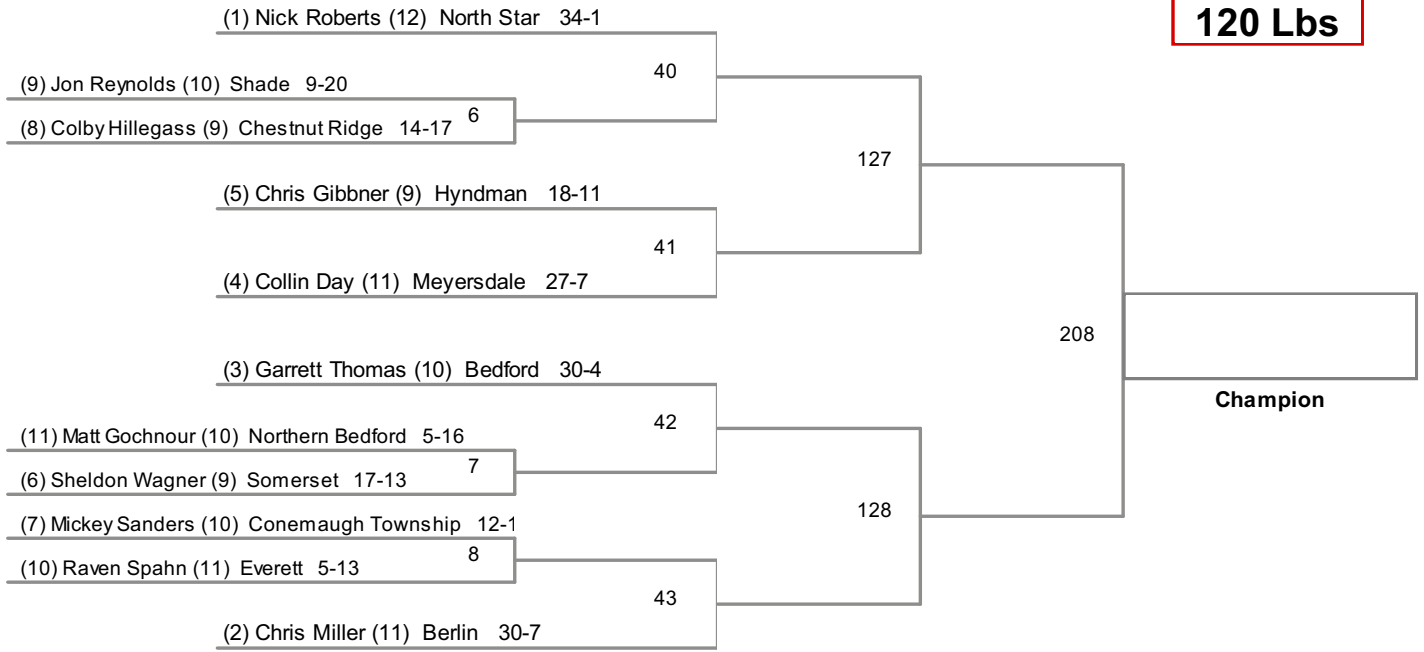 (1) Nick Roberts (12) North Star 34-1
120 Lbs
40
(9) Jon Reynolds (10) Shade 9-20
6
(8) Colby Hillegass (9) Chestnut Ridge 14-17
127
(5) Chris Gibbner (9) Hyndman 18-11
41
(4) Collin Day (11) Meyersdale 27-7
208
(3) Garrett Thomas (10) Bedford 30-4
Champion
42
(11) Matt Gochnour (10) Northern Bedford 5-16
7
(6) Sheldon Wagner (9) Somerset 17-13
128
(7) Mickey Sanders (10) Conemaugh Township
8
(10) Raven Spahn (11) Everett 5-13
43
(2) Chris Miller (11) Berlin 30-7